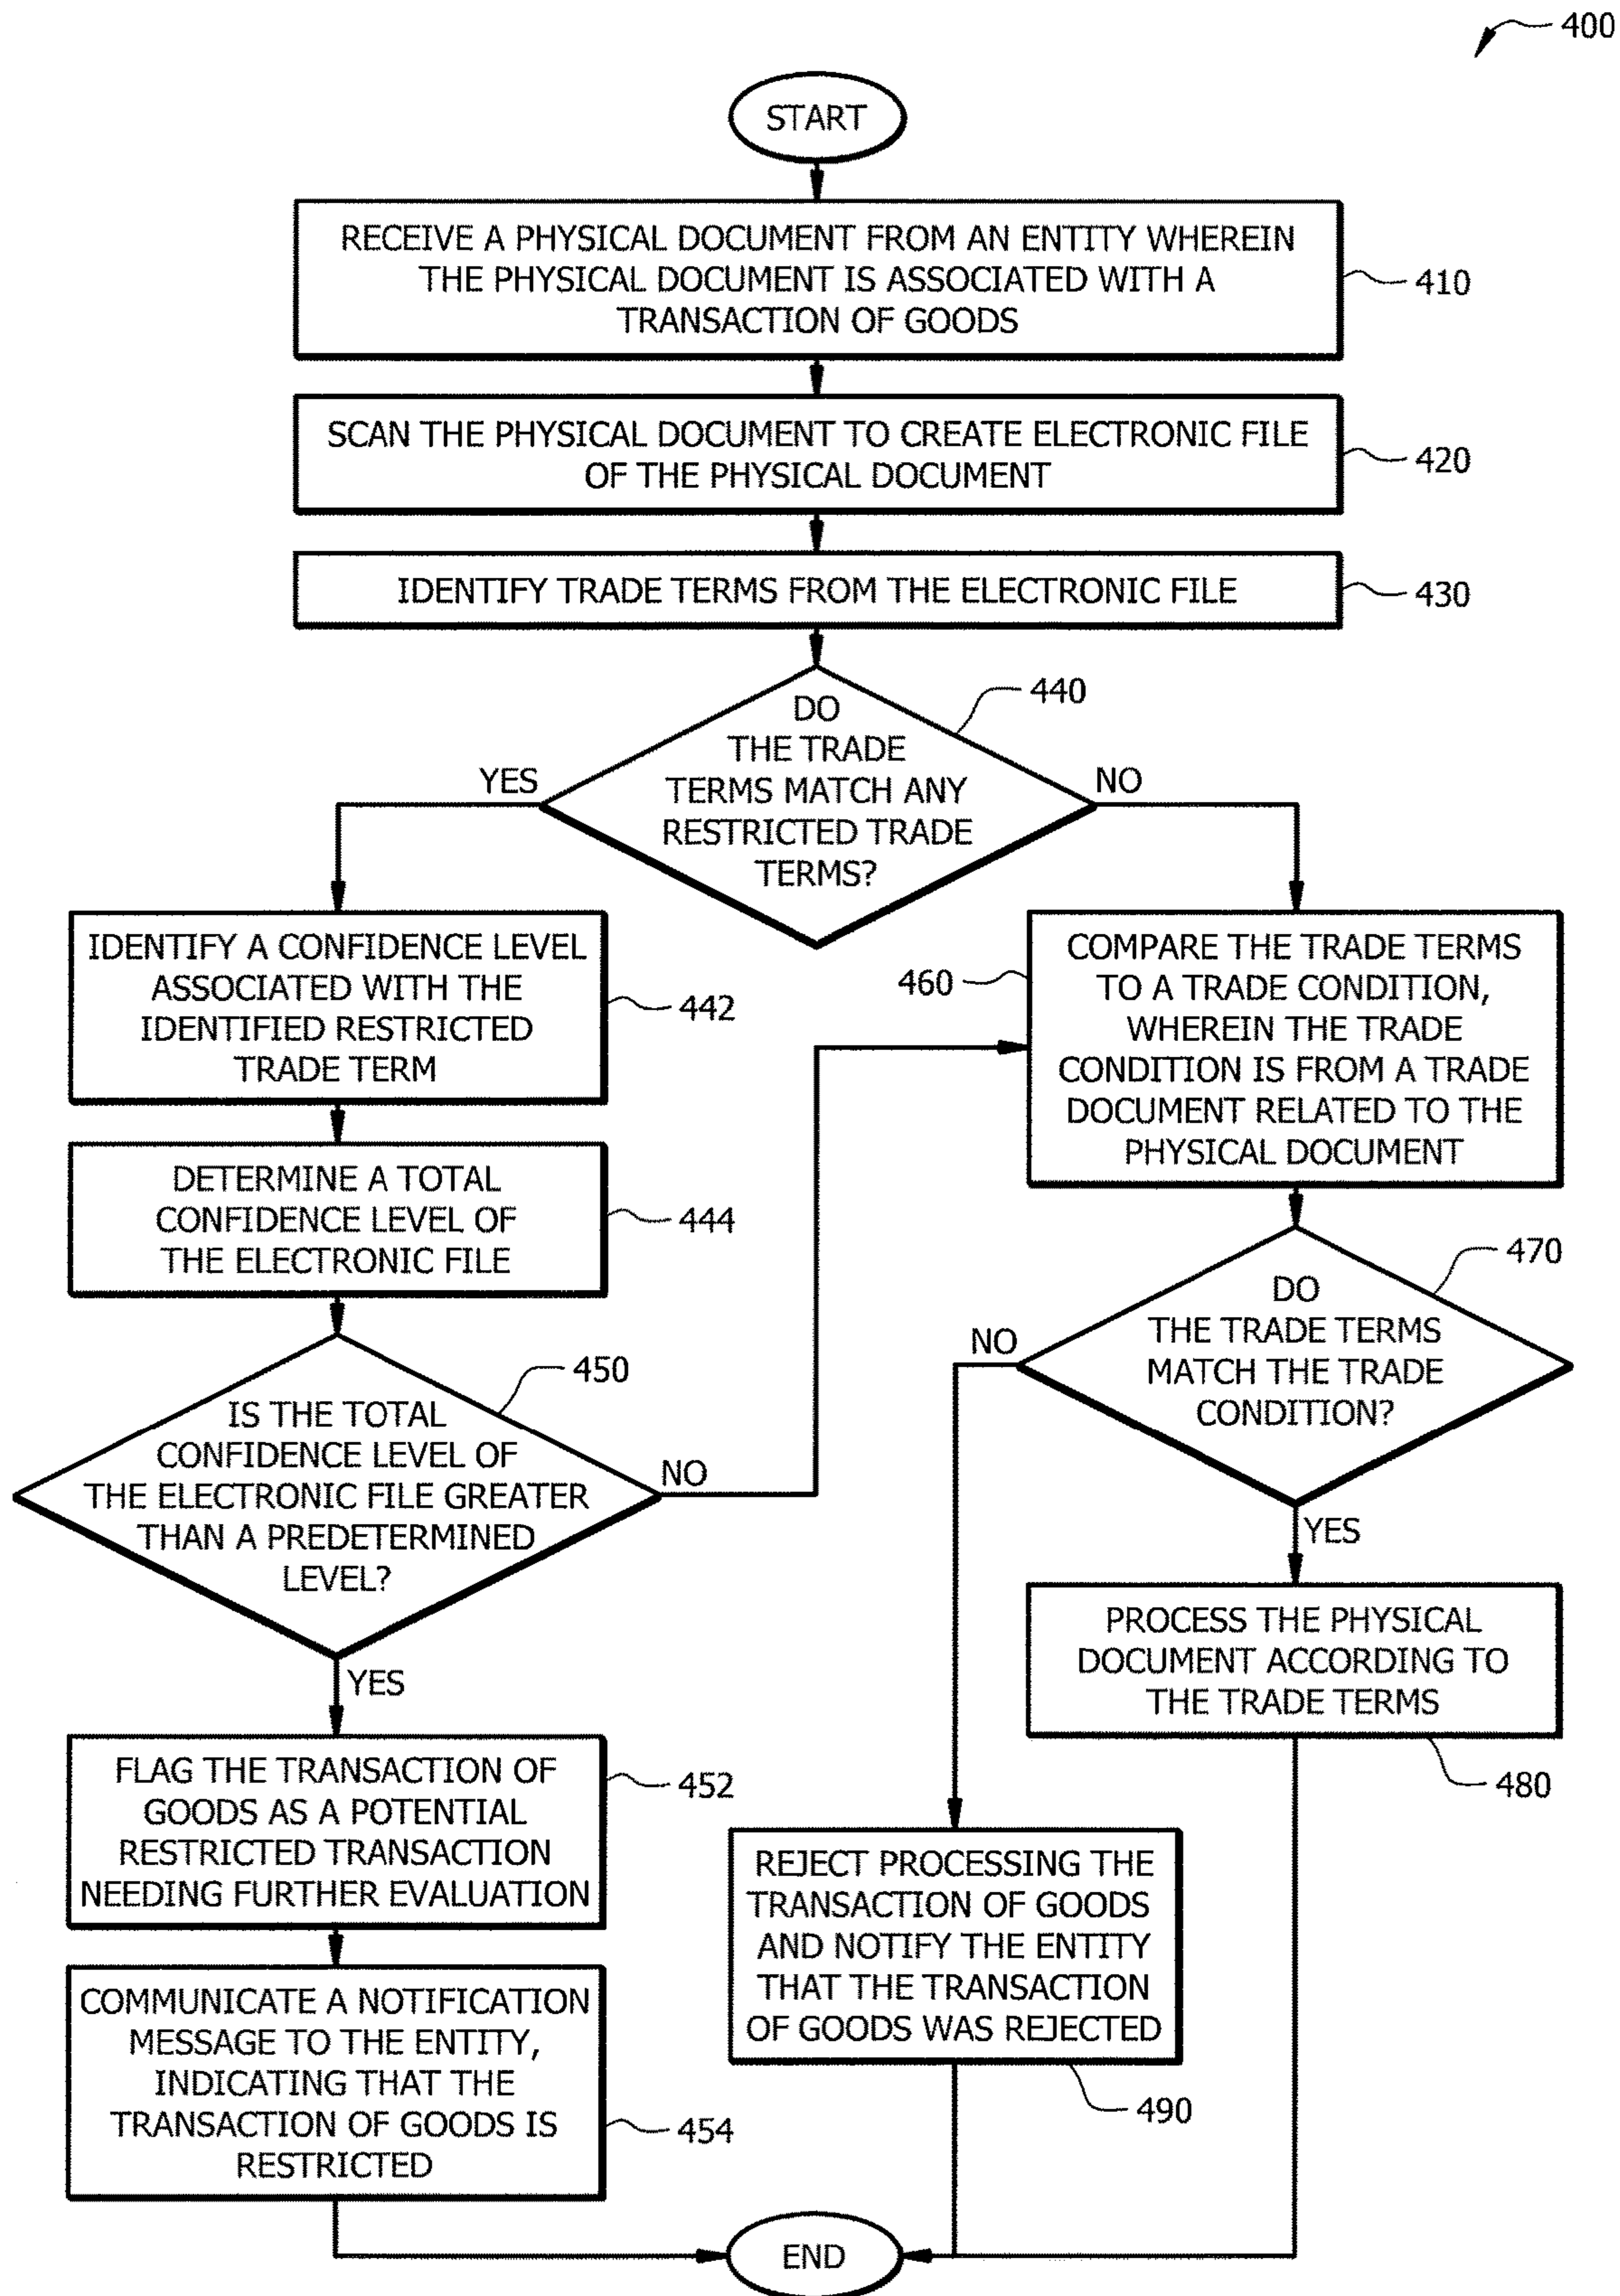 400
START
RECEIVE A PHYSICAL DOCUMENT FROM AN ENTITY WHEREIN
THE PHYSICAL DOCUMENT IS ASSOCIATED WITH A
TRANSACTION OF GOODS
410
SCAN THE PHYSICAL DOCUMENT TO CREATE ELECTRONIC FILE
OF THE PHYSICAL DOCUMENT
420
IDENTIFY TRADE TERMS FROM THE ELECTRONIC FILE
430
DO
THE TRADE
TERMS MATCH ANY
RESTRICTED TRADE
TERMS?
440
YES
NO
IDENTIFY A CONFIDENCE LEVEL
ASSOCIATED WITH THE
IDENTIFIED RESTRICTED
TRADE TERM
442
DETERMINE A TOTAL
CONFIDENCE LEVEL OF
THE ELECTRONIC FILE
444
IS THE TOTAL
CONFIDENCE LEVEL OF
THE ELECTRONIC FILE GREATER
THAN A PREDETERMINED
LEVEL?
450
NO
YES
FLAG THE TRANSACTION OF
GOODS AS A POTENTIAL
RESTRICTED TRANSACTION
NEEDING FURTHER EVALUATION
452
COMMUNICATE A NOTIFICATION
MESSAGE TO THE ENTITY,
INDICATING THAT THE
TRANSACTION OF GOODS IS
RESTRICTED
454
COMPARE THE TRADE TERMS
TO A TRADE CONDITION,
WHEREIN THE TRADE
CONDITION IS FROM A TRADE
DOCUMENT RELATED TO THE
PHYSICAL DOCUMENT
460
DO
THE TRADE TERMS
MATCH THE TRADE
CONDITION?
470
NO
YES
PROCESS THE PHYSICAL
DOCUMENT ACCORDING TO
THE TRADE TERMS
480
REJECT PROCESSING THE
TRANSACTION OF GOODS
AND NOTIFY THE ENTITY
THAT THE TRANSACTION
OF GOODS WAS REJECTED
490
END